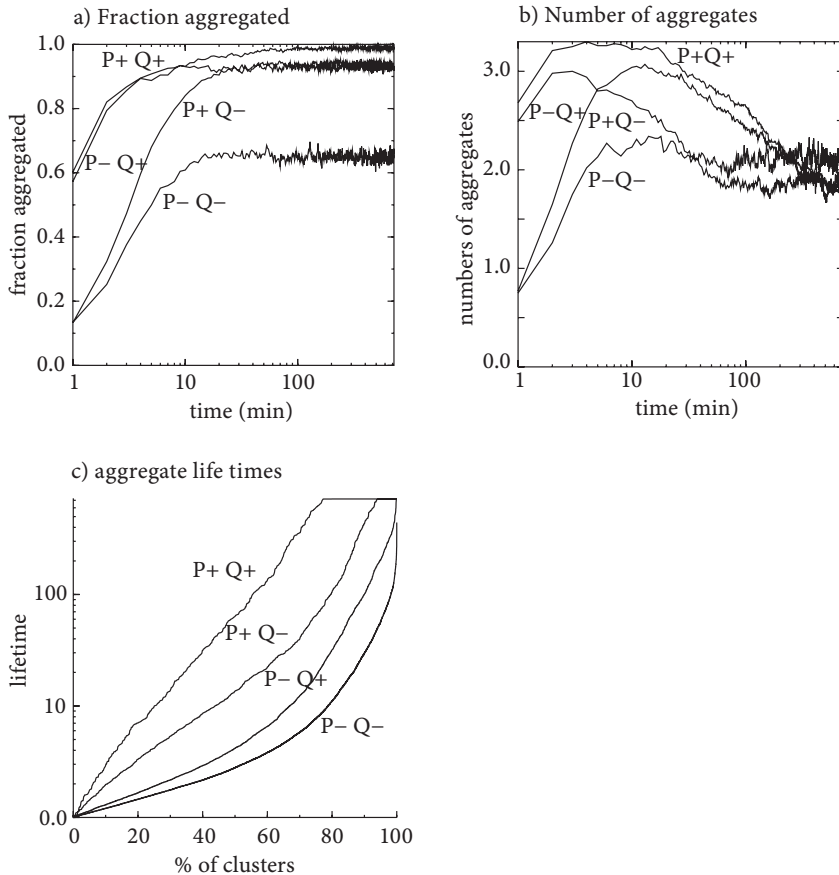 a) Fraction aggregated
1.0
0.8
0.6
0.4
0.2
0.0
fraction aggregated
P+ Q+
P+ Q−
P− Q+
P− Q−
1
10
100
time (min)
b) Number of aggregates
3.0
2.0
1.0
0.0
numbers of aggregates
P+Q+
P−Q+
P+Q−
P−Q−
1
10
100
time (min)
c) aggregate life times
100
10
0.0
lifetime
P+ Q+
P+ Q−
P− Q+
P− Q−
0
20
40
60
80
100
% of clusters